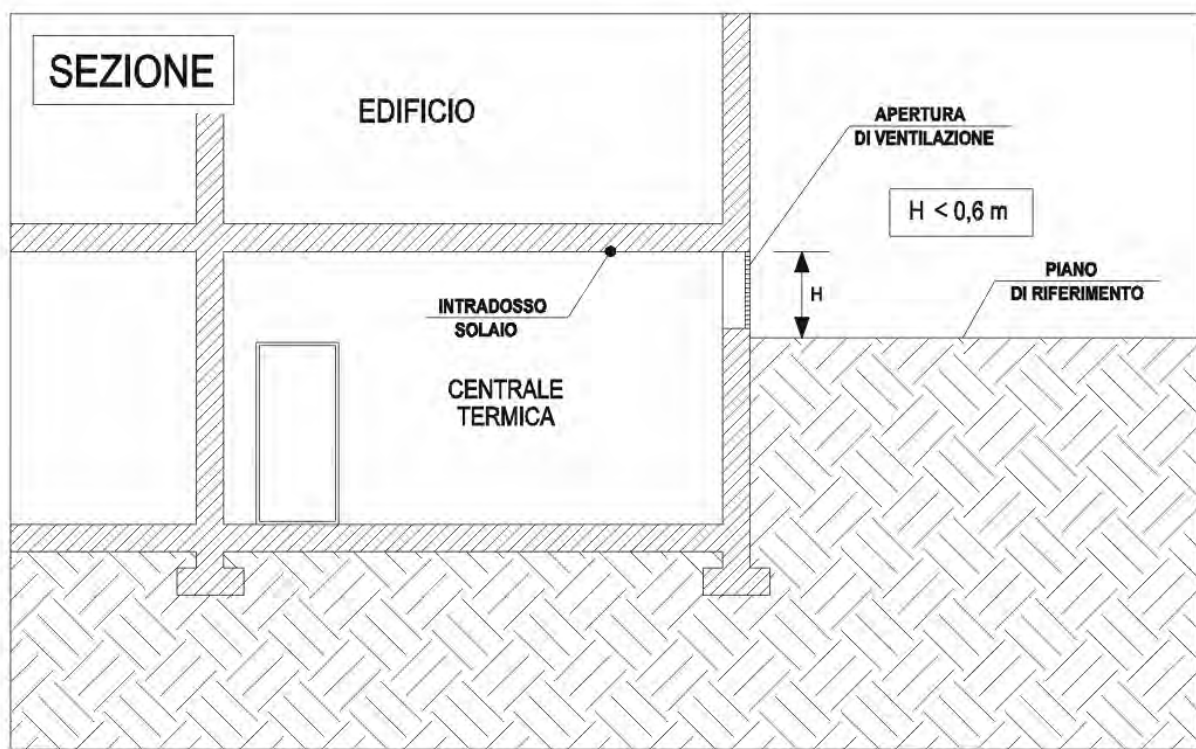 SEZIONE
EDIFICIO
APERTURA
DI VENTILAZIONE
H < 0,6 m
PIANO
DI RIFERIMENTO
H
INTRADOSSO
SOLAIO
CENTRALE
TERMICA